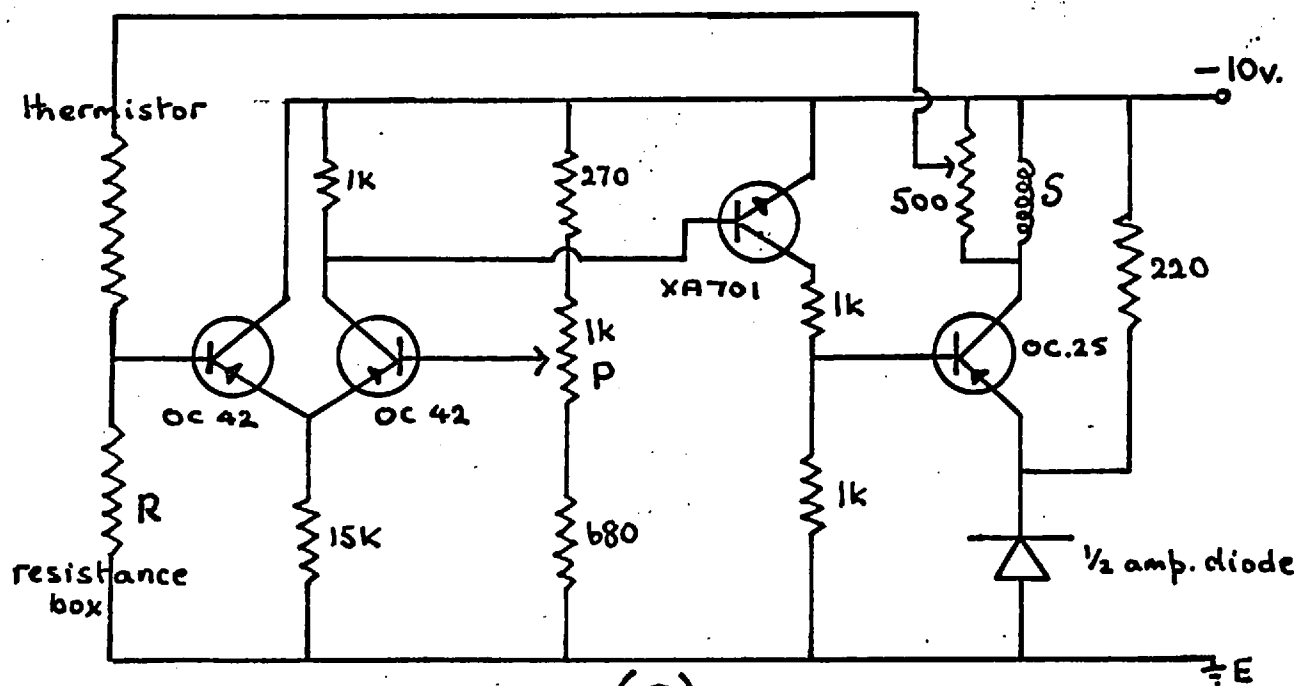 -10v.
thermistor
1K
270
500
S
220
XA701
1k
1k
P
OC.25
OC 42
OC 42
R
15K
680
1k
resistance
box
½ amp. diode
E